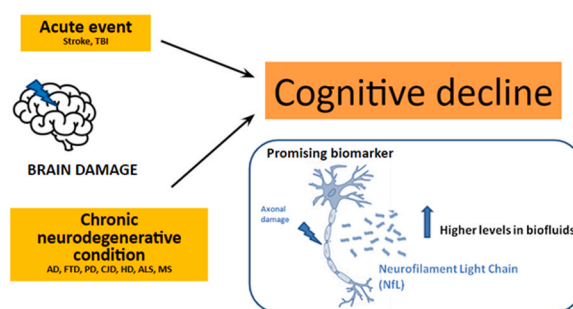 Acute event
Stroke, TBI
Cognitive decline
BRAIN DAMAGE
Chronic
neurodegenerative
condition
AD, FTD, PD, CJD, HD, ALS, MS
Promising biomarker
Axonal
damage
Higher levels in biofluids
Neurofilament Light Chain
(NfL)